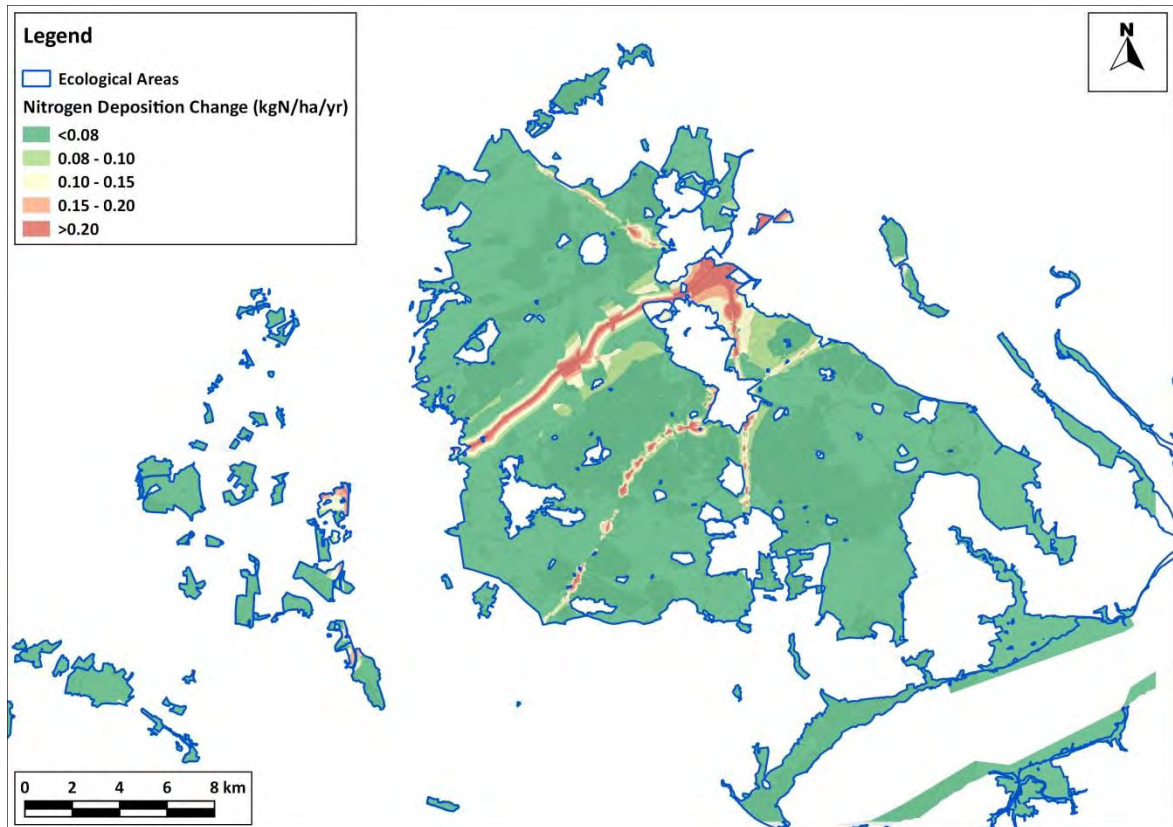 Legend
Ecological Areas
Nitrogen Deposition Change (kgN/ha/yr)
<0.08
0.08 - 0.10
0.10 - 0.15
0.15 - 0.20
>0.20
N
0 2 4 6 8 km